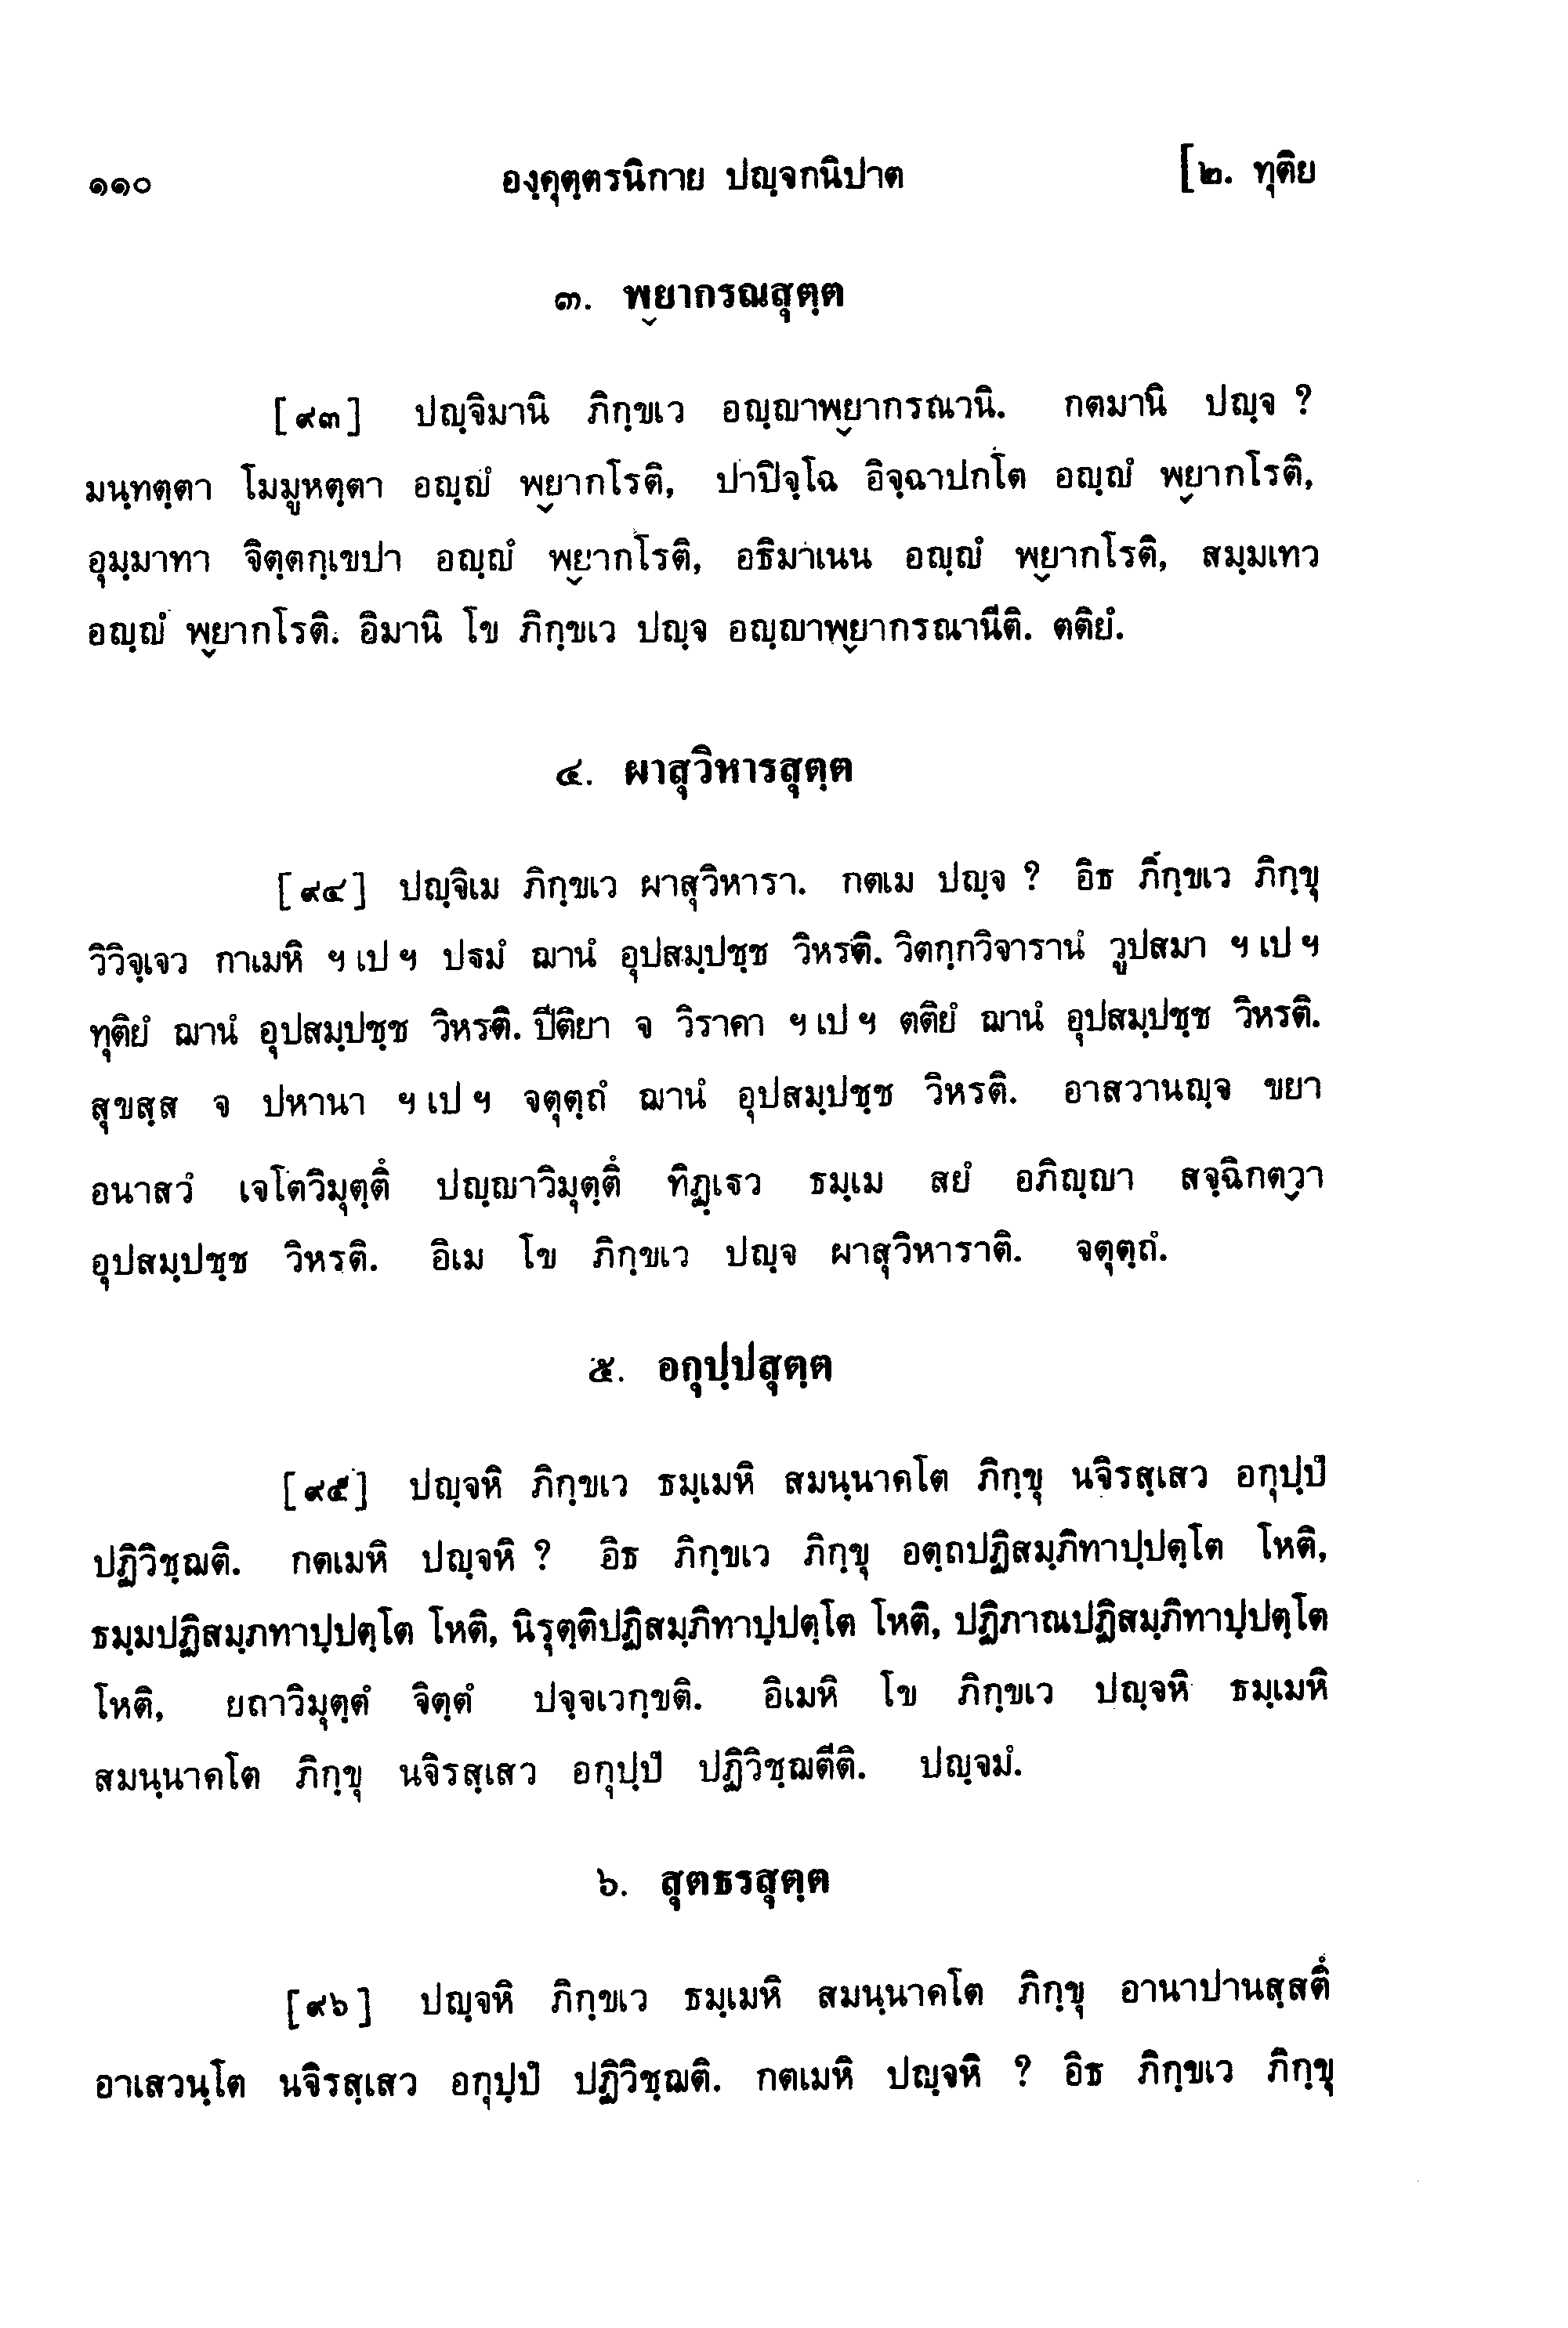 ๑๑๐ องฺคุตฺตรนิกาย ปญฺจกนิปาต [๒. ทุติย
๓. พฺยากรณสุตฺต
[๙๓] ปญฺจิมานิ ภิกฺขเว อญฺญาพฺยากรณานิ. กตมานิ ปญฺจ ?
มนฺทตฺตา โมมูหตฺตา อญฺญํ พฺยากโรติ, ปาปิจฺโฉ อิจฺฉาปกโต อญฺญํ พฺยากโรติ,
อุมฺมาทา จิตฺตกฺเขปา อญฺญํ พฺยากโรติ, อธิมาเนน อญฺญํ พฺยากโรติ, สมฺมเทว
อญฺญํ พฺยากโรติ. อิมานิ โข ภิกฺขเว ปญฺจ อญฺญาพฺยากรณานีติ. ตติยํ.
๔. ผาสุวิหารสุตฺต
[๙๔] ปญฺจิเม ภิกฺขเว ผาสุวิหารา. กตเม ปญฺจ ? อิธ ภิกฺขเว ภิกฺขุ
วิวิจฺเจว กาเมหิ ฯ เป ฯ ปฐมํ ฌานํ อุปสมฺปชฺช วิหรติ. วิตกฺกวิจารานํ วูปสมา ฯ เป ฯ
ทุติยํ ฌานํ อุปสมฺปชฺช วิหรติ. ปีติยา จ วิราคา ฯ เป ฯ ตติยํ ฌานํ อุปสมฺปชฺช วิหรติ.
สุขสฺส จ ปหานา ฯ เป ฯ จตุตฺถํ ฌานํ อุปสมฺปชฺช วิหรติ. อาสวานญฺจ ขยา
อนาสวํ เจโตวิมุตฺตึ ปญฺญาวิมุตฺตึ ทิฏฺเฐว ธมฺเม สยํ อภิญฺญา สจฺฉิกตฺวา
อุปสมฺปชฺช วิหรติ. อิเม โข ภิกฺขเว ปญฺจ ผาสุวิหาราติ. จตุตฺถํ.
๕. อกุปฺปสุตฺต
[๙๕] ปญฺจหิ ภิกฺขเว ธมฺเมหิ สมนฺนาคโต ภิกฺขุ นจิรสฺเสว อกุปฺปํ
ปฏิวิชฺฌติ. กตเมหิ ปญฺจหิ ? อิธ ภิกฺขเว ภิกฺขุ อตฺถปฏิสมฺภิทาปฺปตฺโต โหติ,
ธมฺมปฏิสมฺภทาปฺปตฺโต โหติ, นิรุตฺติปฏิสมฺภิทาปฺปตฺโต โหติ, ปฏิภาณปฏิสมฺภิทาปฺปตฺโต
โหติ, ยถาวิมุตฺตํ จิตฺตํ ปจฺจเวกฺขติ. อิเมหิ โข ภิกฺขเว ปญฺจหิ ธมฺเมหิ
สมนฺนาคโต ภิกฺขุ นจิรสฺเสว อกุปฺปํ ปฏิวิชฺฌตีติ. ปญฺจมํ.
๖. สุตธรสุตฺต
[๙๖] ปญฺจหิ ภิกฺขเว ธมฺเมหิ สมนฺนาคโต ภิกฺขุ อานาปานสฺสตึ
อาเสวนฺโต นจิรสฺเสว อกุปฺปํ ปฏิวิชฺฌติ. กตเมหิ ปญฺจหิ ? อิธ ภิกฺขเว ภิกฺขุ